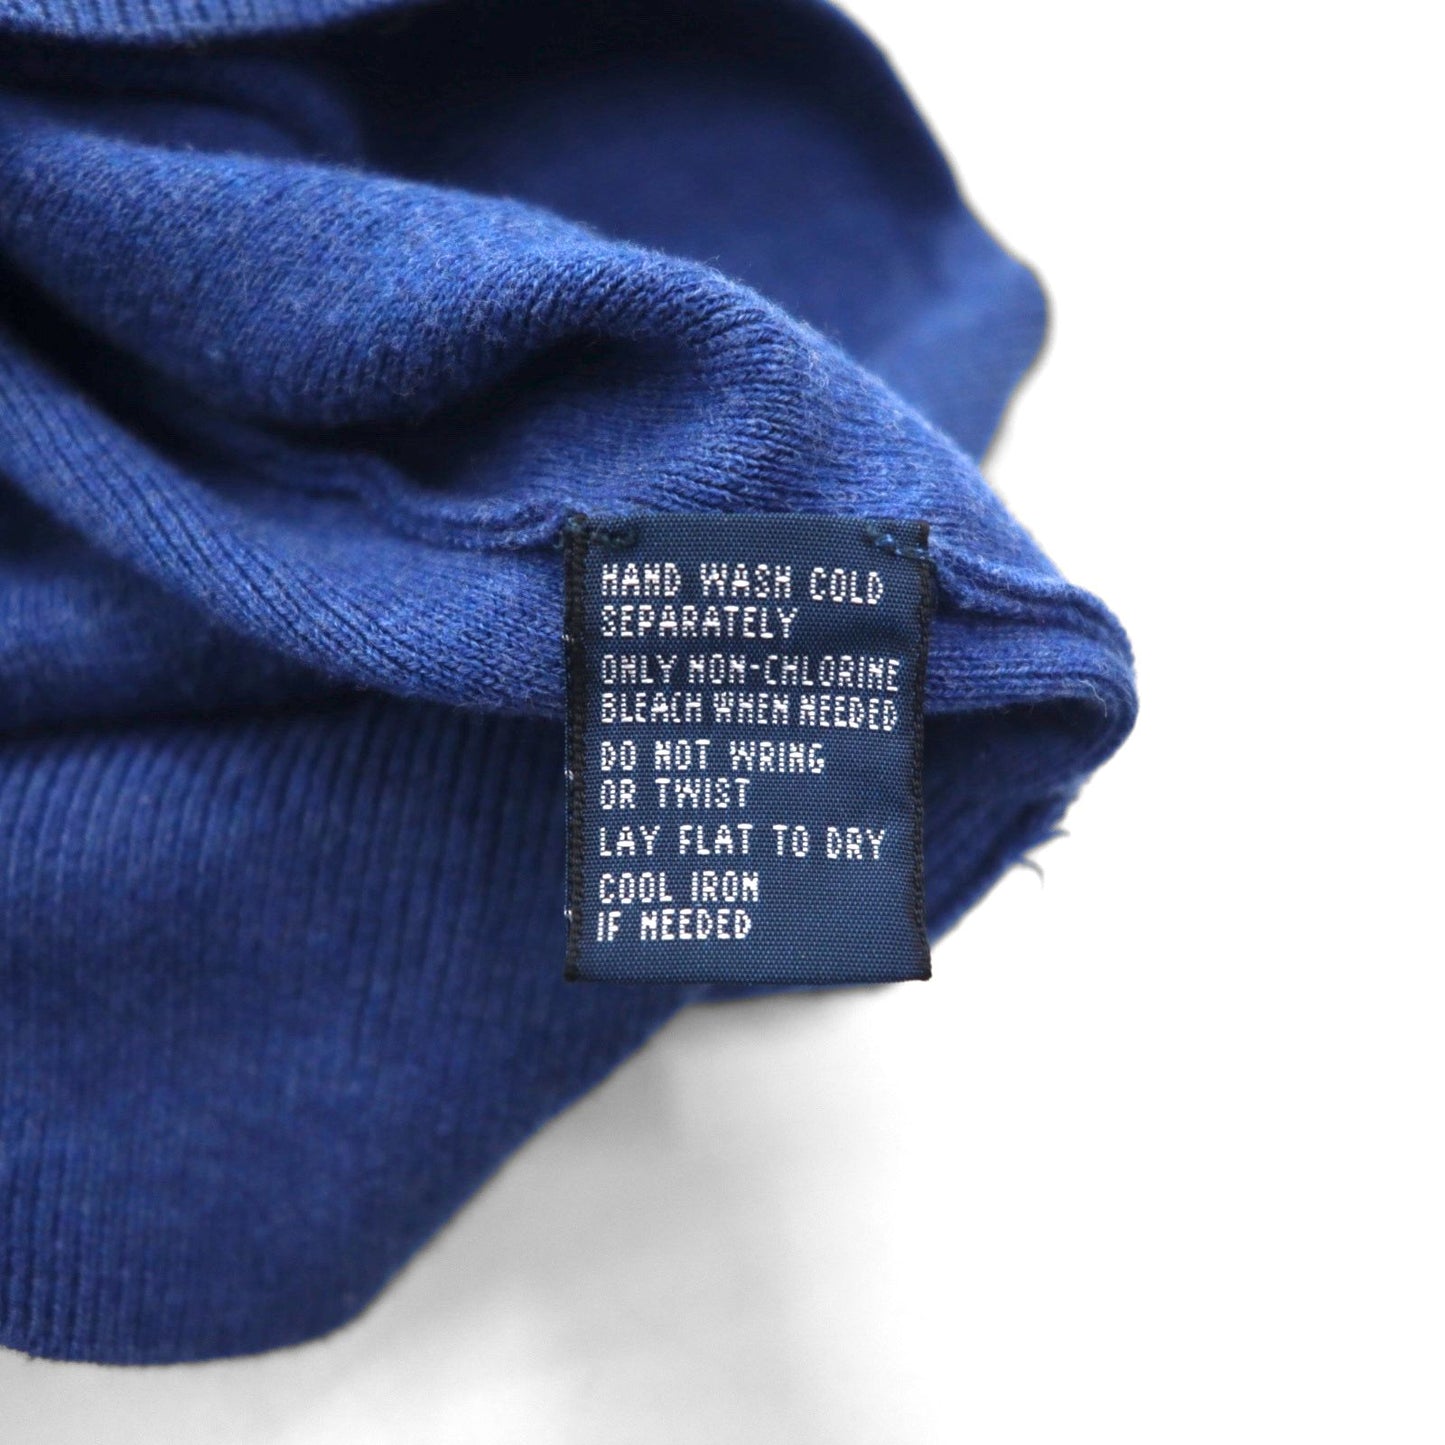 HAND WASH COLD
SEPARATELY
ONLY NON-CHLORINE
BLEACH WHEN NEEDED
DO NOT WRING
OR TWIST
LAY FLAT TO DRY
COOL IRON
IF NEEDED